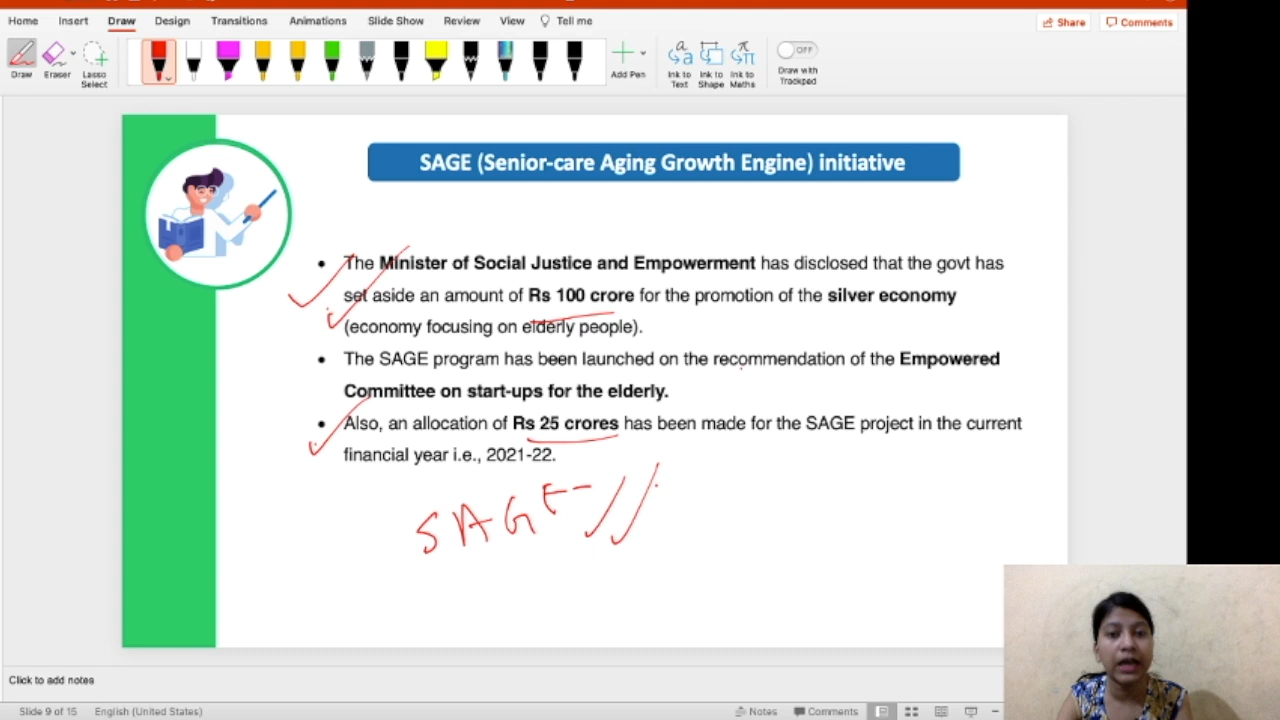 Home Insert Draw Design Transitions Animations Slide Show Review View Tell me Share Comments
OFF
Draw Eraser Lasso Select Add Pen Ink to Text Ink to Shape Ink to Maths Draw with Trackpad
SAGE (Senior-care Aging Growth Engine) initiative
• The Minister of Social Justice and Empowerment has disclosed that the govt has
set aside an amount of Rs 100 crore for the promotion of the silver economy
(economy focusing on elderly people).
• The SAGE program has been launched on the recommendation of the Empowered
Committee on start-ups for the elderly.
• Also, an allocation of Rs 25 crores has been made for the SAGE project in the current
financial year i.e., 2021-22.
SAGE
Click to add notes
Slide 9 of 15 English (United States) Notes Comments